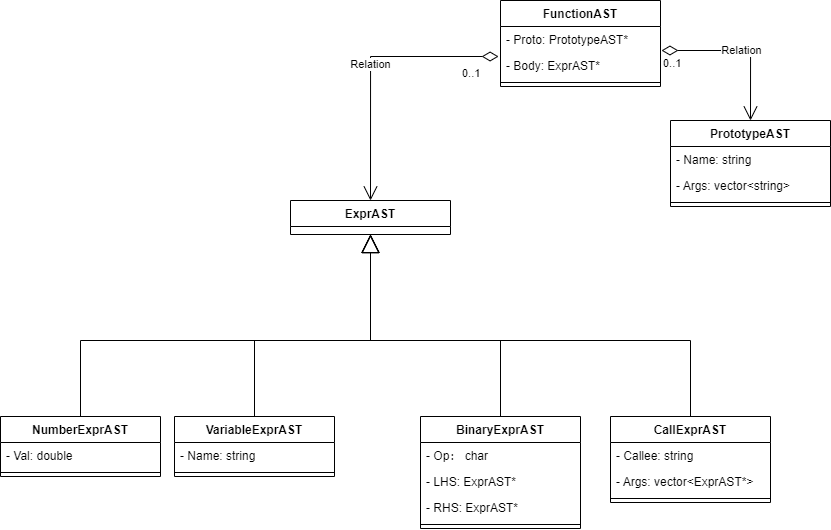 FunctionAST
- Proto: PrototypeAST*
- Body: ExprAST*
Relation
0..1
0..1
Relation
PrototypeAST
- Name: string
- Args: vector<string>
ExprAST
NumberExprAST
- Val: double
VariableExprAST
- Name: string
BinaryExprAST
- Op： char
- LHS: ExprAST*
- RHS: ExprAST*
CallExprAST
- Callee: string
- Args: vector<ExprAST*>